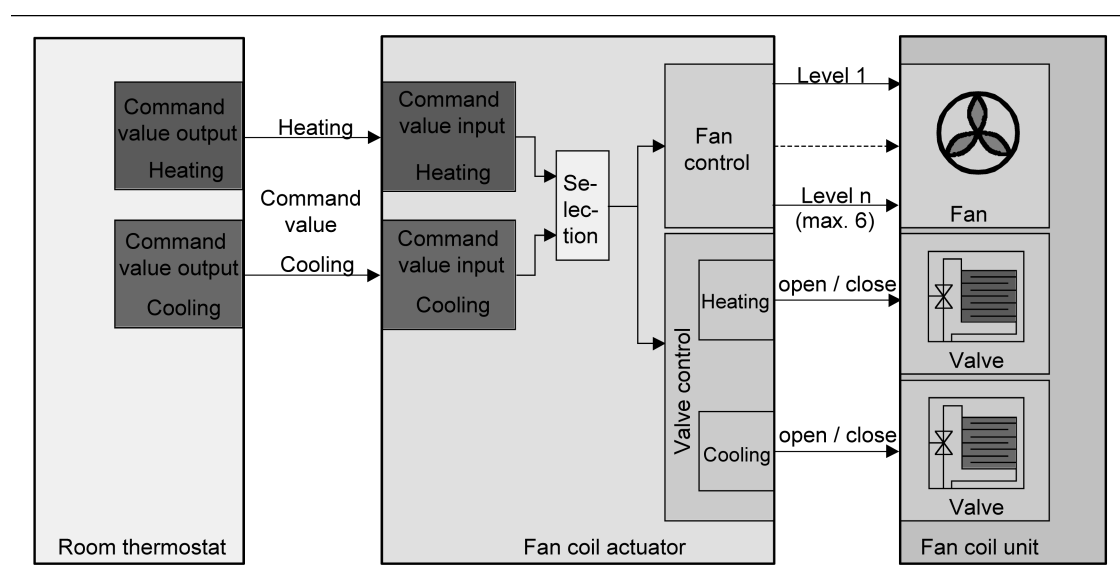 Command
value output
Heating
Command
value output
Cooling
Room thermostat
Heating
Command
value
Cooling
Command
value input
Heating
Command
value input
Cooling
Se-
lec-
tion
Fan
control
Valve control
Heating
Cooling
Fan coil actuator
Level 1
Level n
(max. 6)
open / close
open / close
Fan
Valve
Valve
Fan coil unit